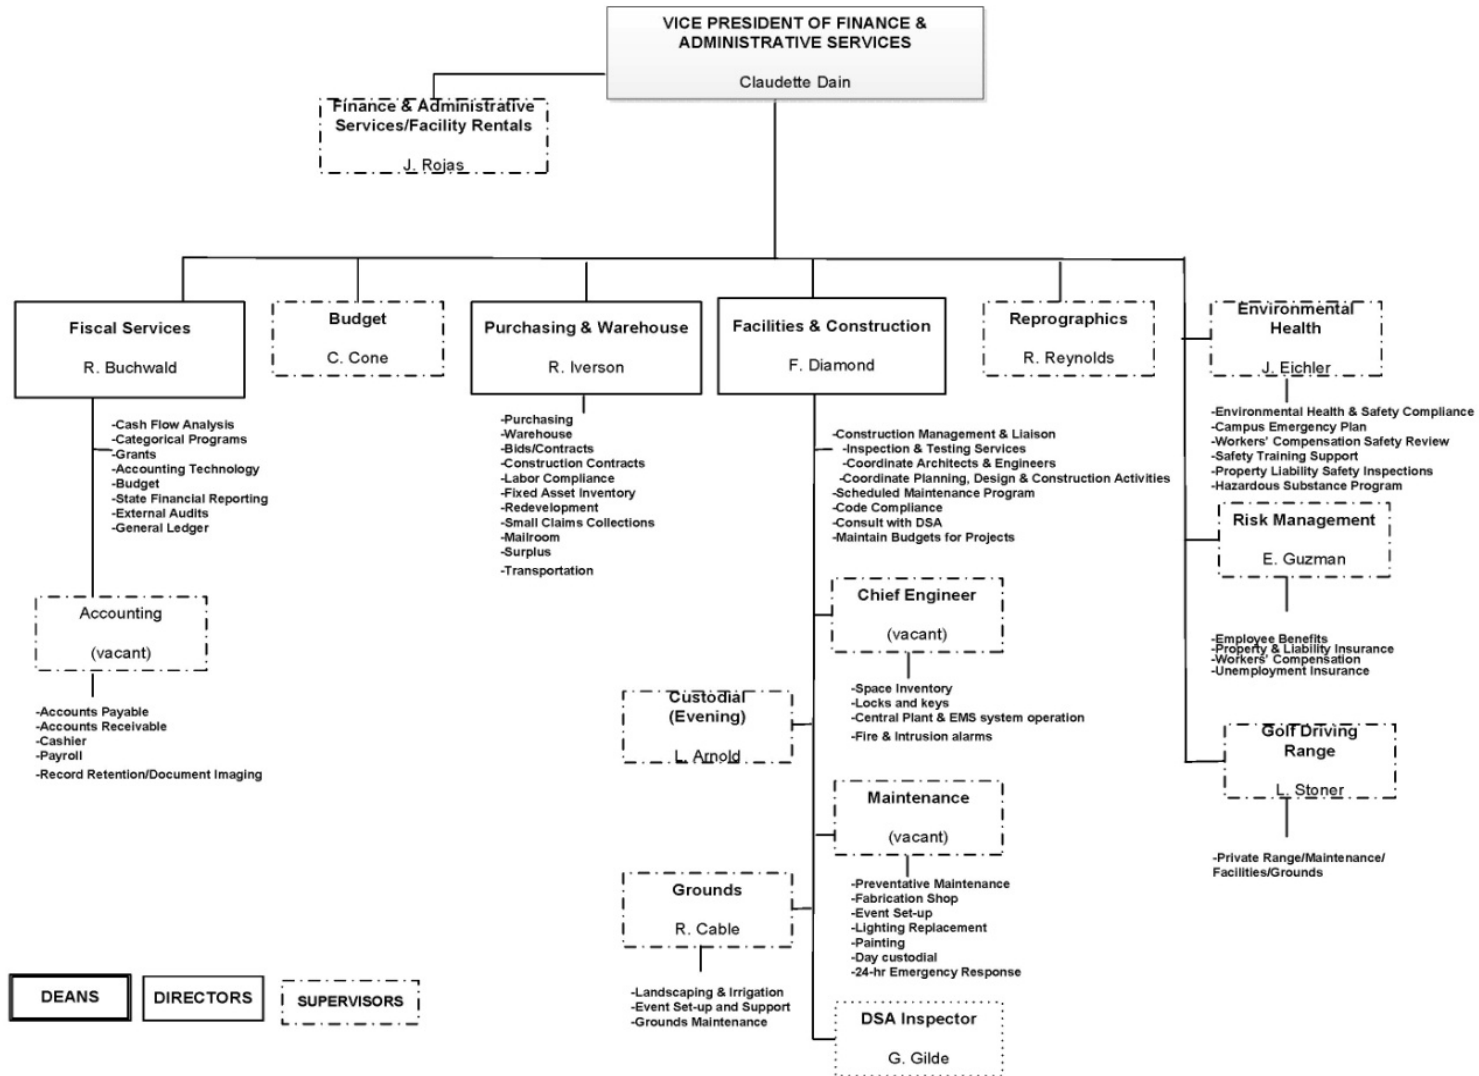 VICE PRESIDENT OF FINANCE &
ADMINISTRATIVE SERVICES
Claudette Dain
Finance & Administrative
Services/Facility Rentals
J. Rojas
Fiscal Services
R. Buchwald
-Cash Flow Analysis
-Categorical Programs
-Grants
-Accounting Technology
-Budget
-State Financial Reporting
-External Audits
-General Ledger
Accounting
(vacant)
-Accounts Payable
-Accounts Receivable
-Cashier
-Payroll
-Record Retention/Document Imaging
Budget
C. Cone
Purchasing & Warehouse
R. Iverson
-Purchasing
-Warehouse
-Bids/Contracts
-Construction Contracts
-Labor Compliance
-Fixed Asset Inventory
-Redevelopment
-Small Claims Collections
-Mailroom
-Surplus
-Transportation
Facilities & Construction
F. Diamond
-Construction Management & Liaison
-Inspection & Testing Services
-Coordinate Architects & Engineers
-Coordinate Planning, Design & Construction Activities
-Scheduled Maintenance Program
-Code Compliance
-Consult with DSA
-Maintain Budgets for Projects
Chief Engineer
(vacant)
-Space Inventory
-Locks and keys
-Central Plant & EMS system operation
-Fire & Intrusion alarms
Custodial
(Evening)
L. Arnold
Maintenance
(vacant)
-Preventative Maintenance
-Fabrication Shop
-Event Set-up
-Lighting Replacement
-Painting
-Day custodial
-24-hr Emergency Response
Grounds
R. Cable
-Landscaping & Irrigation
-Event Set-up and Support
-Grounds Maintenance
DSA Inspector
G. Gilde
Reprographics
R. Reynolds
Environmental
Health
J. Eichler
-Environmental Health & Safety Compliance
-Campus Emergency Plan
-Workers' Compensation Safety Review
-Safety Training Support
-Property Liability Safety Inspections
-Hazardous Substance Program
Risk Management
E. Guzman
-Employee Benefits
-Property & Liability Insurance
-Workers' Compensation
-Unemployment Insurance
Golf Driving
Range
L. Stoner
-Private Range/Maintenance/
Facilities/Grounds
DEANS
DIRECTORS
SUPERVISORS